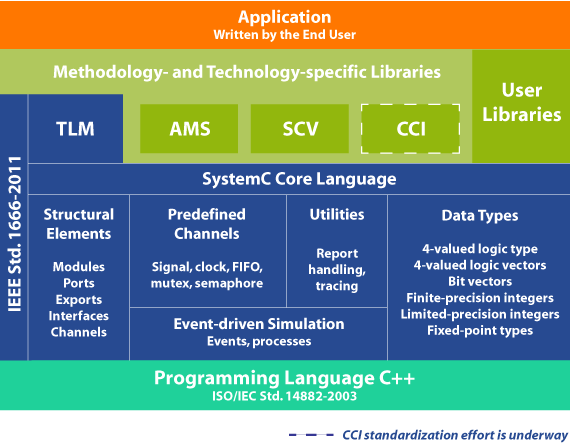 Application
Written by the End User
Methodology- and Technology-specific Libraries
User
Libraries
TLM
AMS
SCV
CCI
IEEE Std. 1666-2011
SystemC Core Language
Structural
Elements
Modules
Ports
Exports
Interfaces
Channels
Predefined
Channels
Signal, clock, FIFO,
mutex, semaphore
Utilities
Report
handling,
tracing
Data Types
4-valued logic type
4-valued logic vectors
Bit vectors
Finite-precision integers
Limited-precision integers
Fixed-point types
Event-driven Simulation
Events, processes
Programming Language C++
ISO/IEC Std. 14882-2003
CCI standardization effort is underway